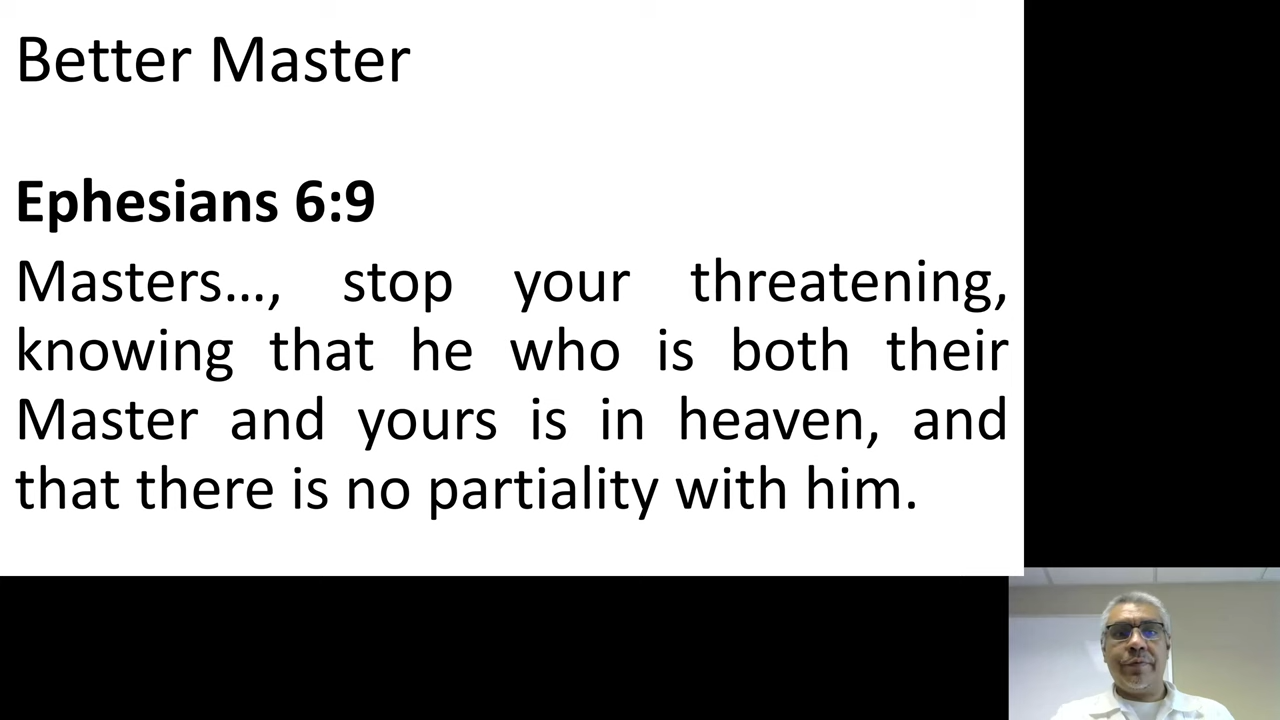 Better Master
Ephesians 6:9
Masters…, stop your threatening,
knowing that he who is both their
Master and yours is in heaven, and
that there is no partiality with him.